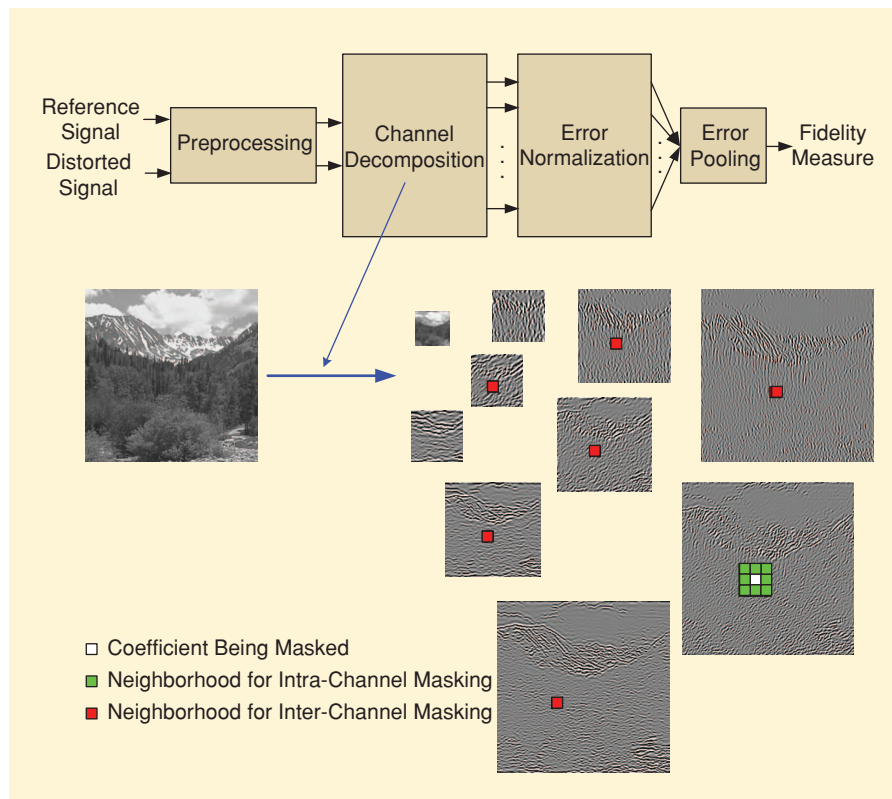 Reference
Signal
Distorted
Signal
Preprocessing
Channel
Decomposition
Error
Normalization
Error
Pooling
Fidelity
Measure
Coefficient Being Masked
Neighborhood for Intra-Channel Masking
Neighborhood for Inter-Channel Masking